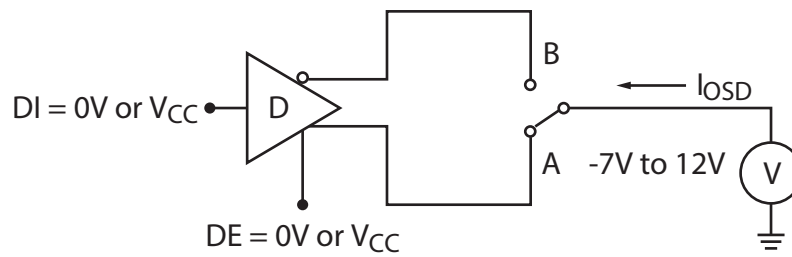 B
D
DI = 0V or VCC
IOSD
A
-7V to 12V
V
DE = 0V or VCC